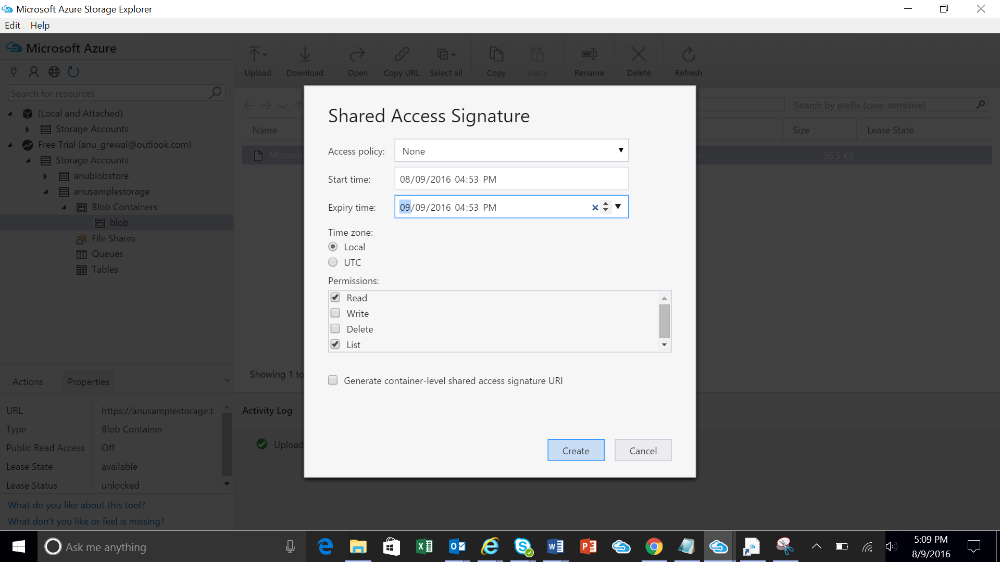 Microsoft Azure Storage Explorer
Edit Help
Microsoft Azure
Search for resources
(Local and Attached)
Storage Accounts
Free Trial (anu_grewal@outlook.com)
Storage Accounts
anublobstore
anusamplestorage
Blob Containers
blob
File Shares
Queues
Tables
Actions Properties
URL https://anusamplestorage.b
Type Blob Container
Public Read Access Off
Lease State available
Lease Status unlocked
What do you like about this tool?
What don't you like or feel is missing?
Upload Download Open Copy URL Select all Copy Paste Rename Delete Refresh
Search by prefix (case-sensitive)
Name Size Lease State
Micros 36.5 KB
Showing 1 to
Activity Log
Upload
Shared Access Signature
Access policy: None
Start time: 08/09/2016 04:53 PM
Expiry time: 09/09/2016 04:53 PM
Time zone:
Local
UTC
Permissions:
Read
Write
Delete
List
Generate container-level shared access signature URI
Create Cancel
Ask me anything
5:09 PM
8/9/2016